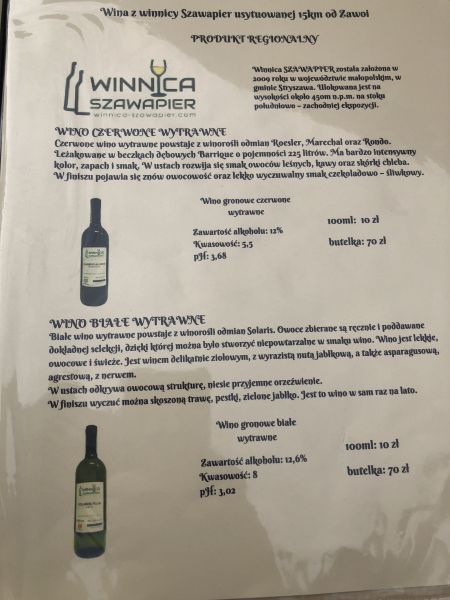 Wina z winnicy Szawapier usytuowanej 15km od Zawoi
PRODUKT REGIONALNY
WINNICA
SZAWAPIER
winnica-szawapier.com
Winnica SZAWAPIER została założona w
2009 roku w województwie małopolskim, w
gminie Stryszawa. Ulokowana jest na
wysokości około 450m n.p.m. na stoku
południowo – zachodniej ekspozycji.
WINO CZERWONE WYTRAWNE
Czerwone wino wytrawne powstaje z winorośli odmian Roesler, Marechal oraz Rondo.
Leżakowane w beczkach dębowych Barrique o pojemności 225 litrów. Ma bardzo intensywny
kolor, zapach i smak. W ustach rozwija się smak owoców leśnych, kawy oraz skórki chleba.
W finiszu pojawia się znów owocowość oraz lekko wyczuwalny smak czekoladowo – śliwkowy.
Wino gronowe czerwone
wytrawne
Zawartość alkoholu: 12%
Kwasowość: 5,5
pH: 3,68
100ml: 10 zł
butelka: 70 zł
WINO BIAŁE WYTRAWNE
Białe wino wytrawne powstaje z winorośli odmian Solaris. Owoce zbierane są ręcznie i poddawane
dokładnej selekcji, dzięki której można było stworzyć niepowtarzalne w smaku wino. Wino jest lekkie,
owocowe i świeże. Jest winem delikatnie ziołowym, z wyrazistą nutą jabłkową, a także asparagusową,
agrestową, z nerwem.
W ustach odkrywa owocową strukturę, niesie przyjemne orzeźwienie.
W finiszu wyczuć można skoszoną trawę, pestki, zielone jabłko. Jest to wino w sam raz na lato.
Wino gronowe białe
wytrawne
Zawartość alkoholu: 12,6%
Kwasowość: 8
pH: 3,02
100ml: 10 zł
butelka: 70 zł